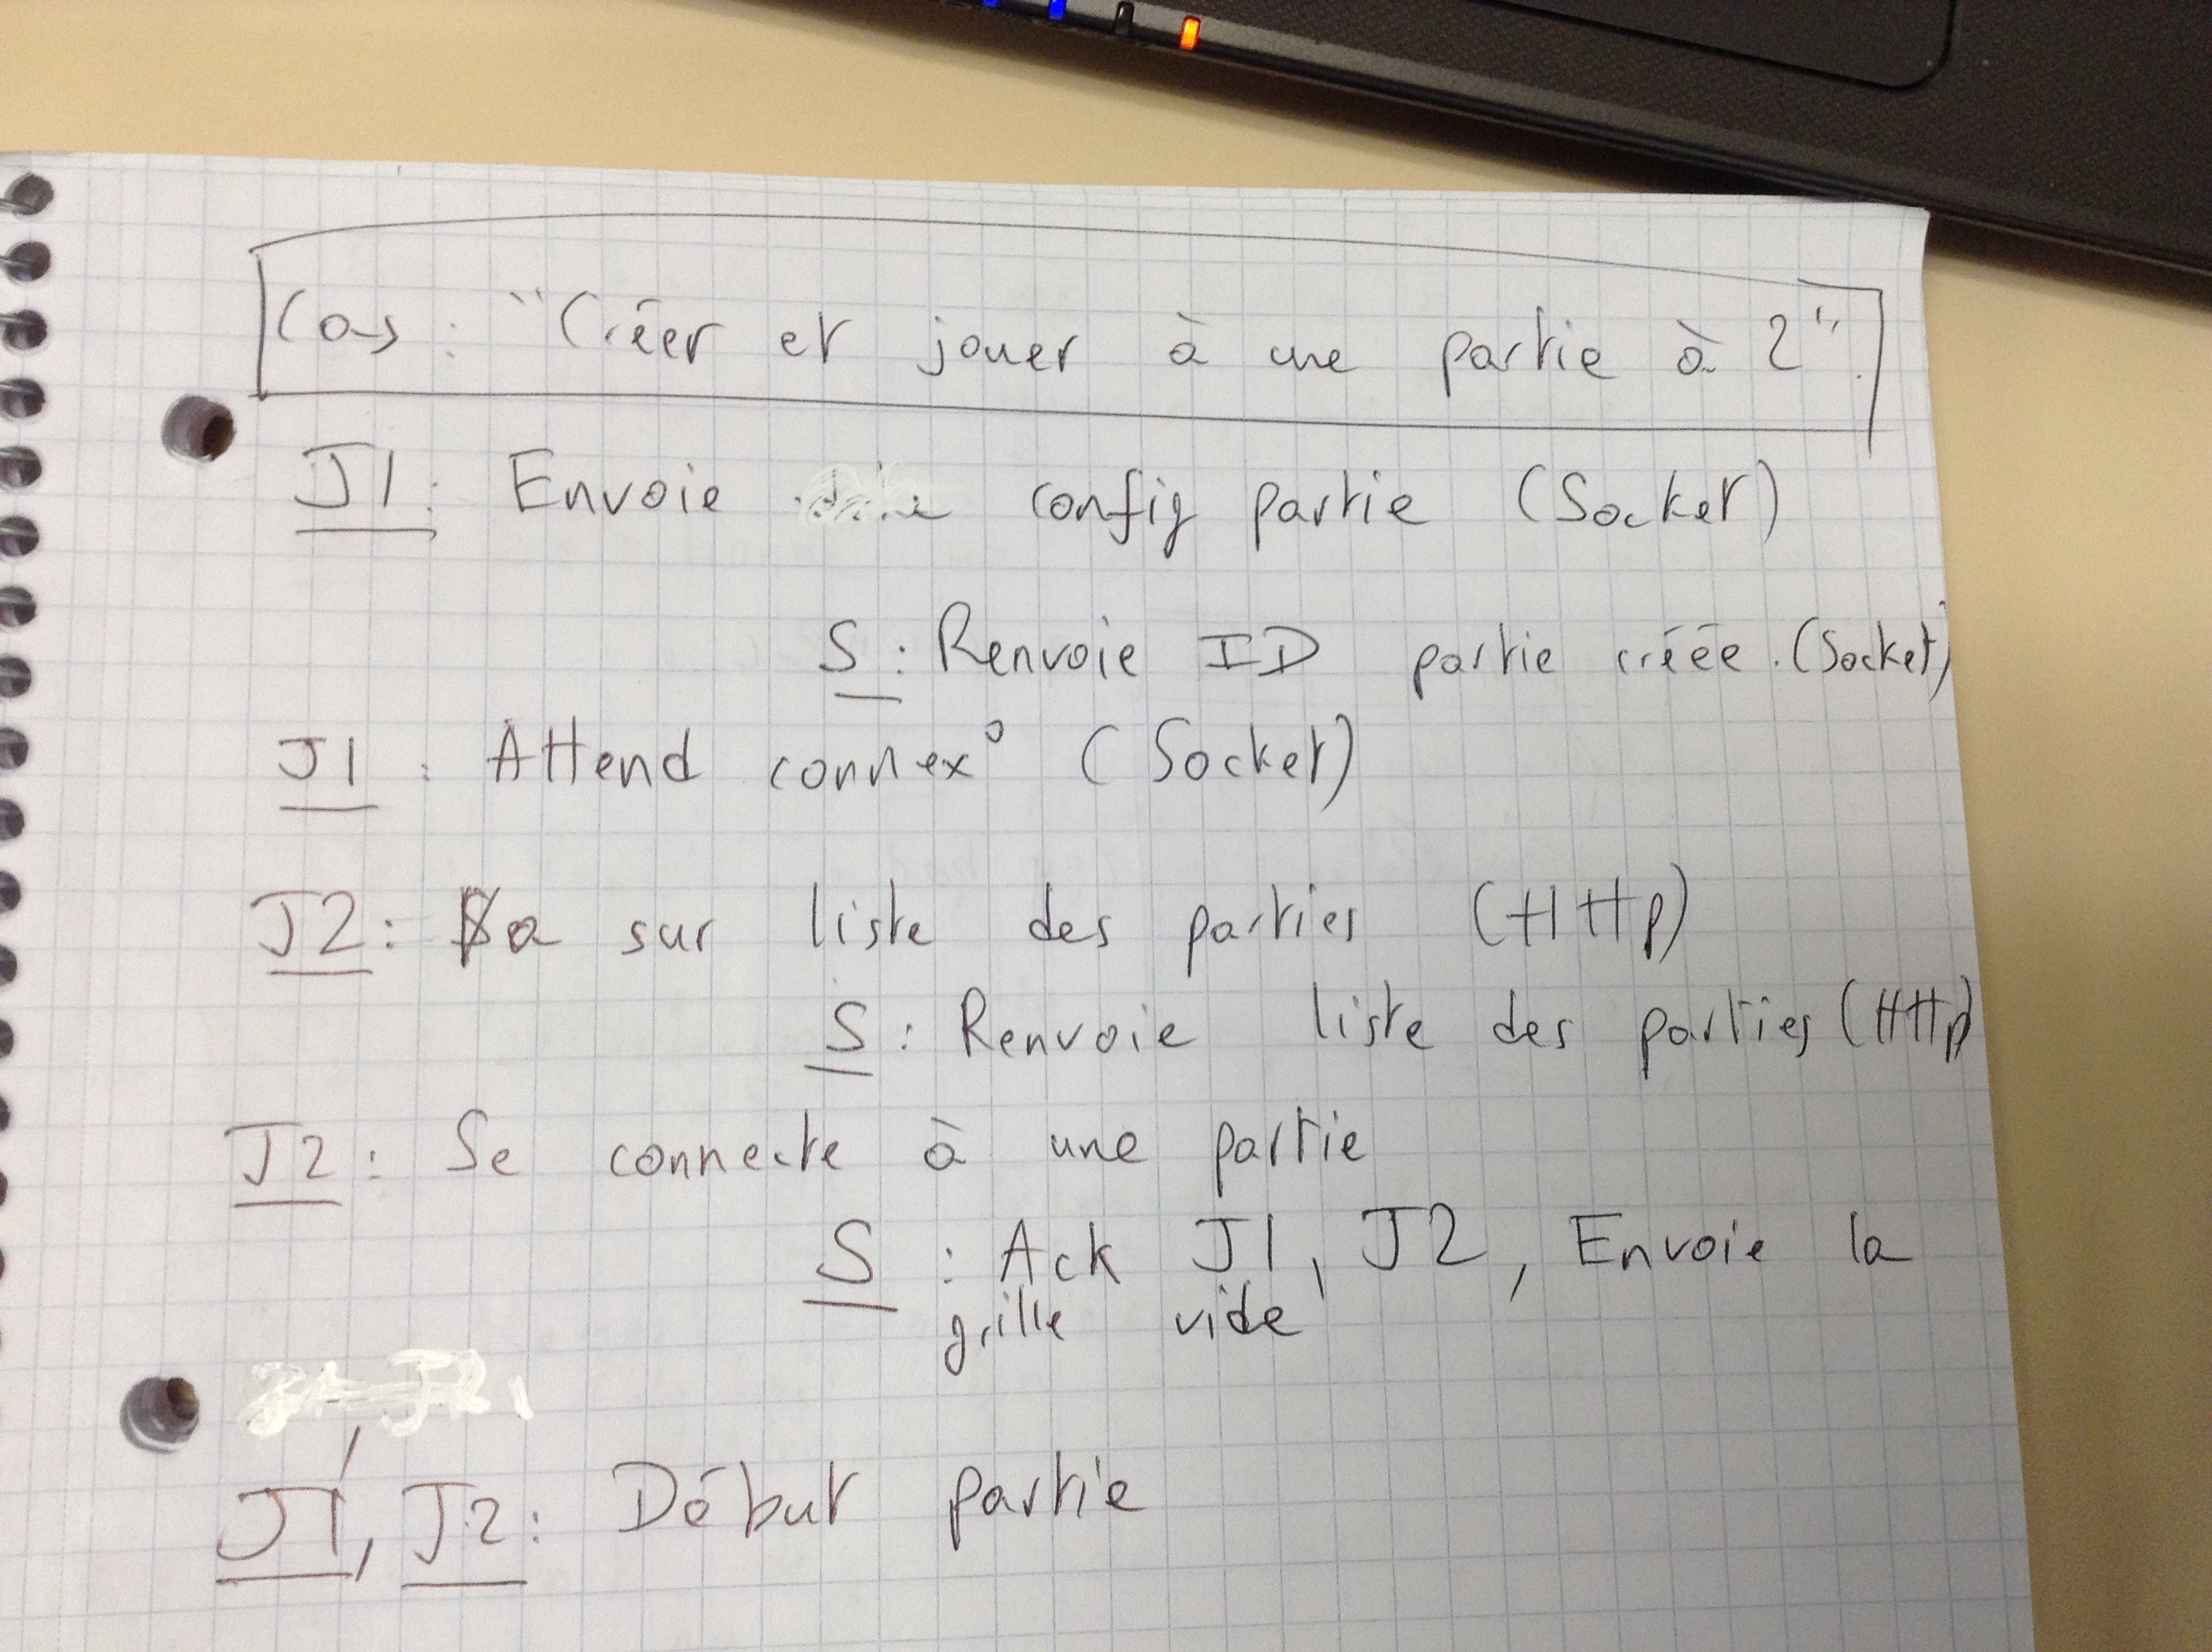 Cas : "Créer et jouer à une partie à 2".
J1 : Envoie config partie (Socket)
S : Renvoie ID partie créée. (Socket)
J1 : Attend connex° (Socket)
J2 : Va sur liste des parties (HTTP)
S : Renvoie liste des parties (HTTP)
J2 : Se connecte à une partie
S : Ack J1, J2, Envoie la
grille vide
J1, J2 : Début partie